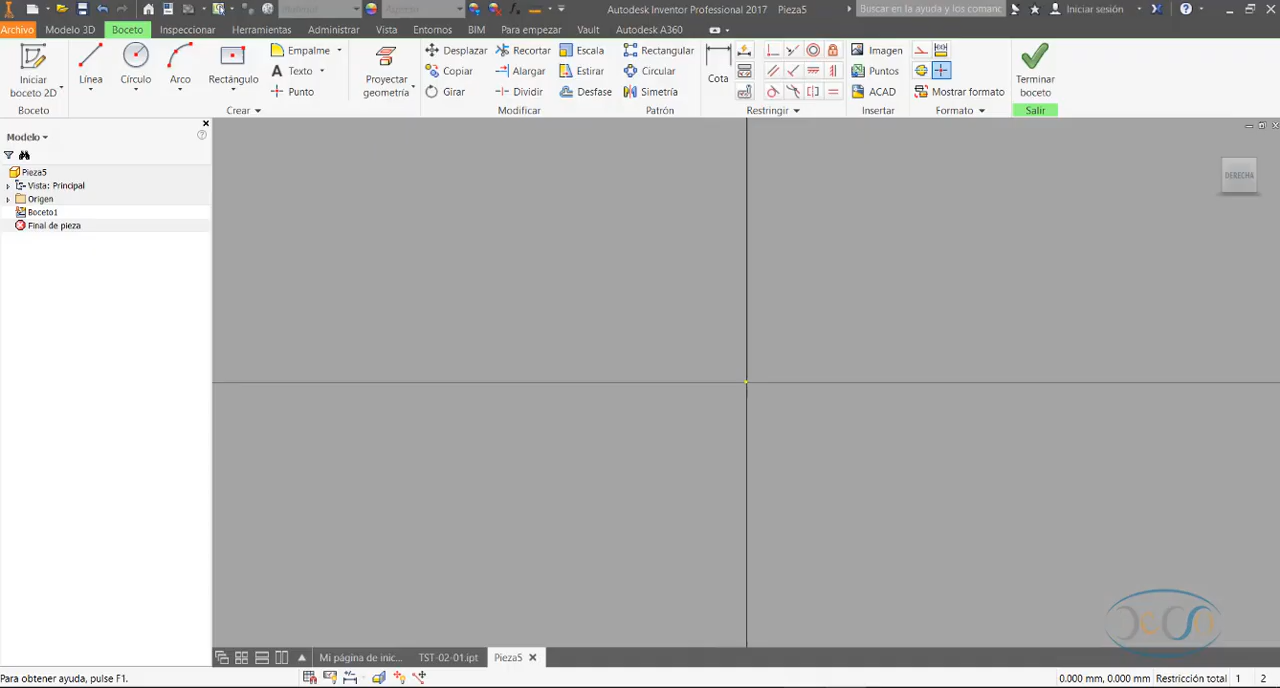 Material
Autodesk Inventor Professional 2017 Pieza5
Buscar en la ayuda y los comanc
Iniciar sesión
Archivo Modelo 3D Boceto Inspeccionar Herramientas Administrar Vista Entornos BIM Para empezar Vault Autodesk A360
Iniciar
boceto 2D
Boceto
Línea
Círculo
Arco
Rectángulo
Empalme
Texto
Punto
Crear
Proyectar
geometría
Desplazar Recortar Escala
Copiar Alargar Estirar
Girar Dividir Desfase
Modificar
Rectangular
Circular
Simetría
Patrón
Cota
Restringir
Imagen
Puntos
ACAD
Insertar
Mostrar formato
Formato
Terminar
boceto
Salir
Modelo
Pieza5
Vista: Principal
Origen
Boceto1
Final de pieza
DERECHA
Mi página de inic... TST-02-01.ipt Pieza5
Para obtener ayuda, pulse F1.
0.000 mm, 0.000 mm Restricción total 1 2